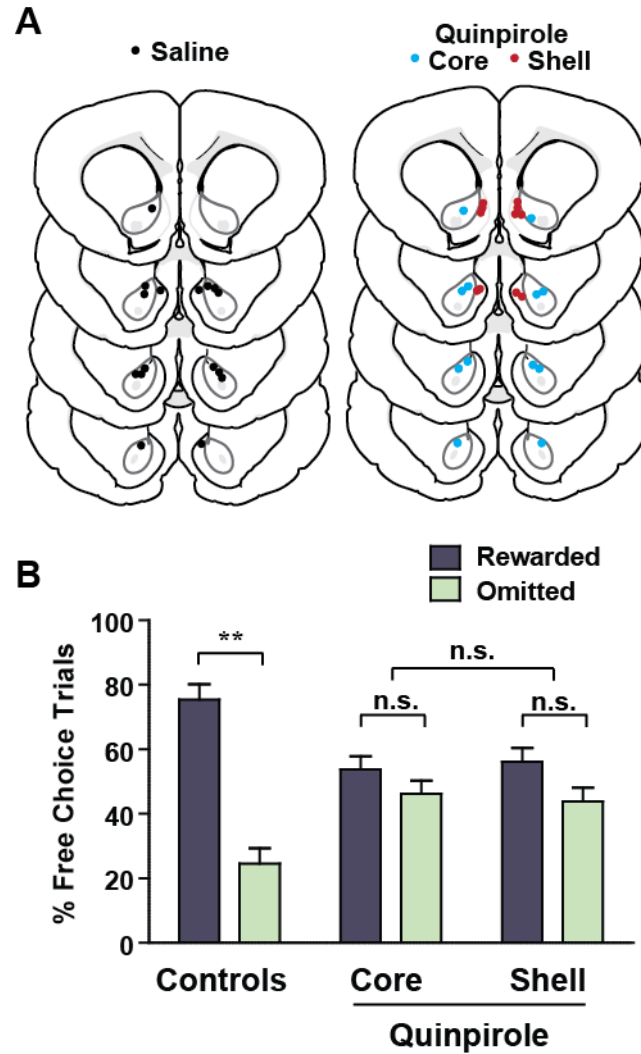 A
Saline
Quinpirole
Core Shell
B
Rewarded
Omitted
% Free Choice Trials
100
80
60
40
20
0
**
n.s.
n.s.
n.s.
Controls
Core
Shell
Quinpirole